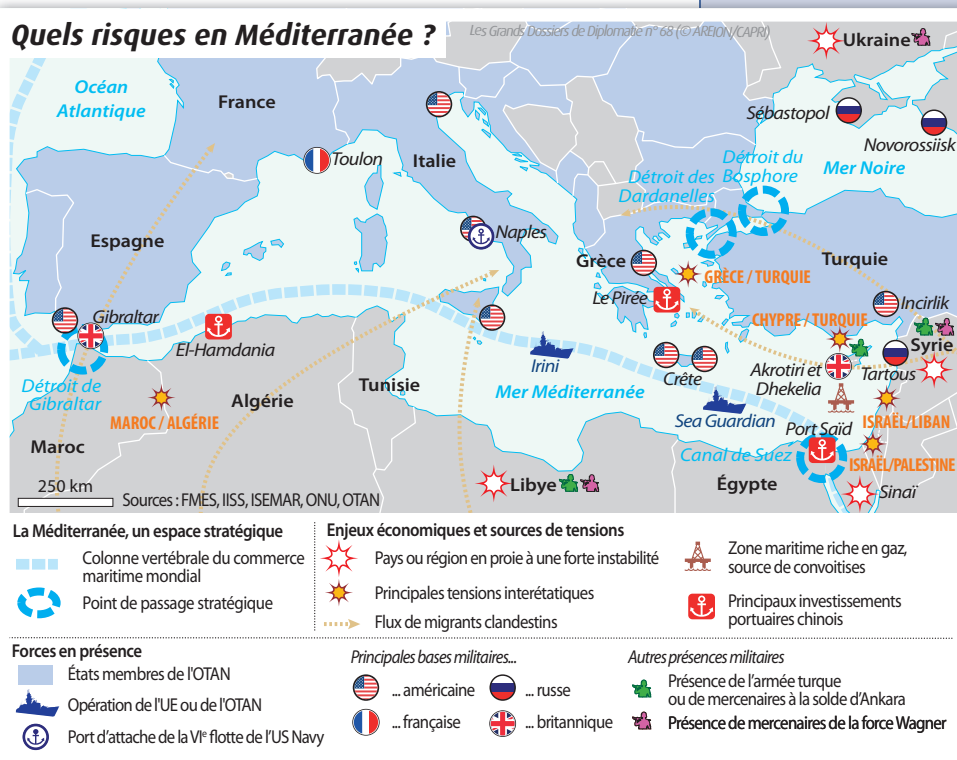 Quels risques en Méditerranée ?
Les Grands Dossiers de Diplomatie n° 68 (© AREION/CAPRI)
Ukraine
Océan
Atlantique
France
Sébastopol
Novorossiisk
Toulon
Italie
Détroit du
Bosphore
Mer Noire
Détroit des
Dardanelles
Espagne
Naples
Grèce
GRÈCE / TURQUIE
Turquie
Le Pirée
Incirlik
Gibraltar
CHYPRE / TURQUIE
El-Hamdania
Irini
Syrie
Crête
Akrotiri et
Dhekelia
Tartous
Détroit de
Gibraltar
Tunisie
Mer Méditerranée
Algérie
MAROC / ALGÉRIE
Sea Guardian
Port Saïd
ISRAËL/LIBAN
Maroc
Canal de Suez
ISRAËL/PALESTINE
Libye
Égypte
Sinaï
250 km
Sources : FMES, IISS, ISEMAR, ONU, OTAN
La Méditerranée, un espace stratégique
Colonne vertébrale du commerce
maritime mondial
Point de passage stratégique
Enjeux économiques et sources de tensions
Pays ou région en proie à une forte instabilité
Principales tensions interétatiques
Flux de migrants clandestins
Zone maritime riche en gaz,
source de convoitises
Principaux investissements
portuaires chinois
Forces en présence
États membres de l'OTAN
Opération de l'UE ou de l'OTAN
Port d'attache de la VIe flotte de l'US Navy
Principales bases militaires...
... américaine
... russe
... française
... britannique
Autres présences militaires
Présence de l'armée turque
ou de mercenaires à la solde d'Ankara
Présence de mercenaires de la force Wagner